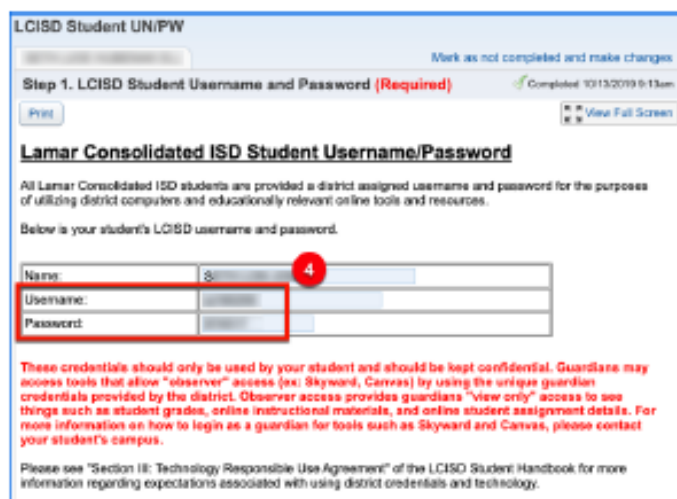 LCISD Student UN/PW
Mark as not completed and make changes
Step 1. LCISD Student Username and Password (Required)
Completed 10/13/2019 9:13am
Print
View Full Screen
Lamar Consolidated ISD Student Username/Password
All Lamar Consolidated ISD students are provided a district assigned username and password for the purposes
of utilizing district computers and educationally relevant online tools and resources.
Below is your student's LCISD username and password.
Name: S
4
Username:
Password:
These credentials should only be used by your student and should be kept confidential. Guardians may
access tools that allow "observer" access (ex: Skyward, Canvas) by using the unique guardian
credentials provided by the district. Observer access provides guardians "view only" access to see
things such as student grades, online instructional materials, and online student assignment details. For
more information on how to login as a guardian for tools such as Skyward and Canvas, please contact
your student's campus.
Please see "Section III: Technology Responsible Use Agreement" of the LCISD Student Handbook for more
information regarding expectations associated with using district credentials and technology.